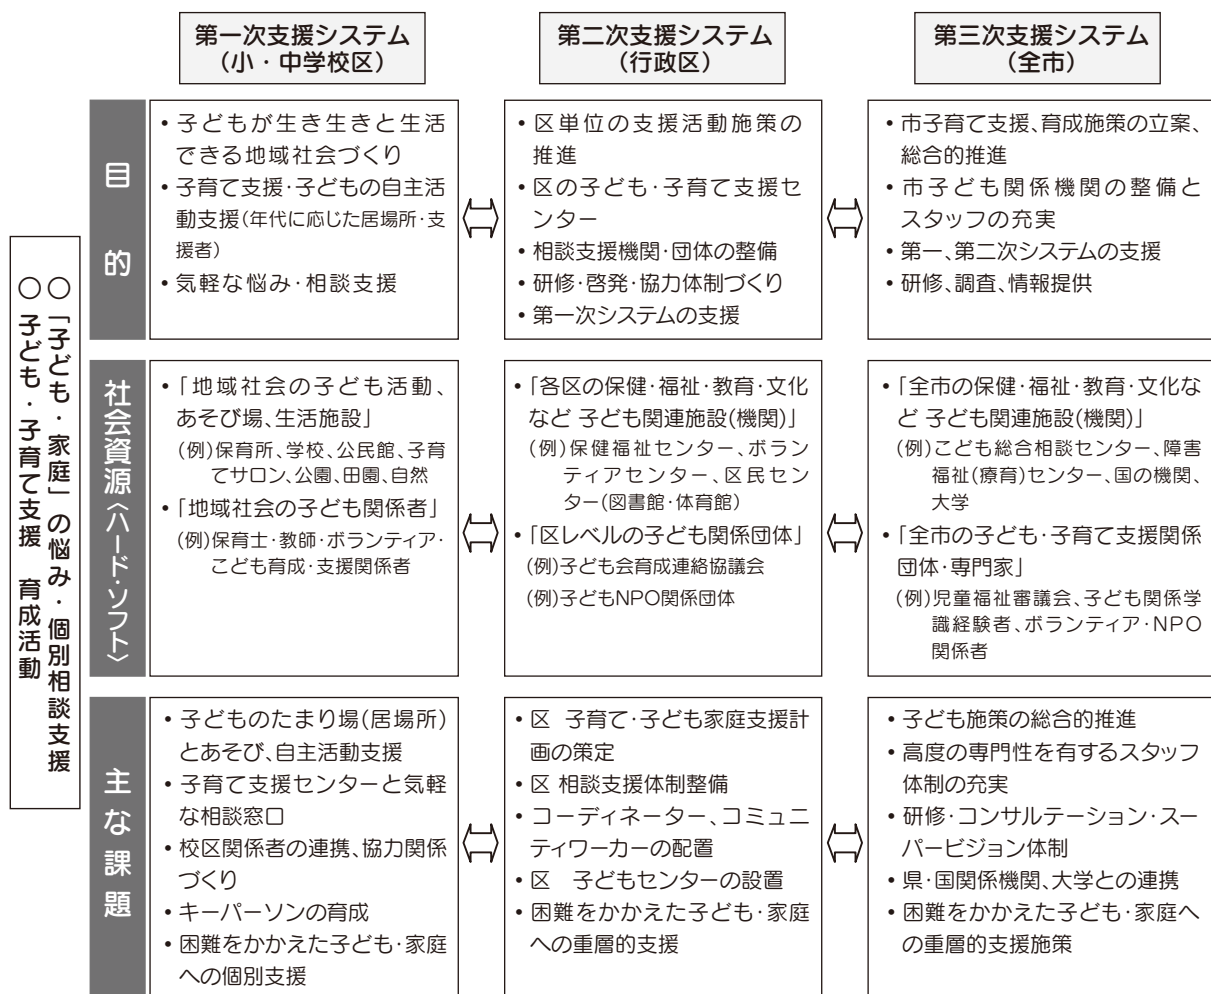 第一次支援システム
(小・中学校区)
第二次支援システム
(行政区)
第三次支援システム
(全市)
○「子ども・家庭」の悩み・個別相談支援
○ 子ども・子育て支援 育成活動
目的
• 子どもが生き生きと生活
できる地域社会づくり
• 子育て支援・子どもの自主活
動支援(年代に応じた居場所・支
援者)
• 気軽な悩み・相談支援
• 区単位の支援活動施策の
推進
• 区の子ども・子育て支援セ
ンター
• 相談支援機関・団体の整備
• 研修・啓発・協力体制づくり
• 第一次システムの支援
• 市子育て支援、育成施策の立案、
総合的推進
• 市子ども関係機関の整備と
スタッフの充実
• 第一、第二次システムの支援
• 研修、調査、情報提供
社会資源〈ハード・ソフト〉
• 「地域社会の子ども活動、
あそび場、生活施設」
(例)保育所、学校、公民館、子育
てサロン、公園、田園、自然
• 「地域社会の子ども関係者」
(例)保育士・教師・ボランティア・
こども育成・支援関係者
• 「各区の保健・福祉・教育・文化
など 子ども関連施設(機関)」
(例)保健福祉センター、ボラン
ティアセンター、区民セン
ター(図書館・体育館)
• 「区レベルの子ども関係団体」
(例)子ども会育成連絡協議会
(例)子どもNPO関係団体
• 「全市の保健・福祉・教育・文化な
ど 子ども関連施設(機関)」
(例)こども総合相談センター、障害
福祉(療育)センター、国の機関、
大学
• 「全市の子ども・子育て支援関係
団体・専門家」
(例)児童福祉審議会、子ども関係学
識経験者、ボランティア・NPO
関係者
主な課題
• 子どものたまり場(居場所)
とあそび、自主活動支援
• 子育て支援センターと気軽
な相談窓口
• 校区関係者の連携、協力関係
づくり
• キーパーソンの育成
• 困難をかかえた子ども・家庭
への個別支援
• 区 子育て・子ども家庭支援計
画の策定
• 区 相談支援体制整備
• コーディネーター、コミュニ
ティワーカーの配置
• 区 子どもセンターの設置
• 困難をかかえた子ども・家庭
への重層的支援
• 子ども施策の総合的推進
• 高度の専門性を有するスタッフ
体制の充実
• 研修・コンサルテーション・スー
パービジョン体制
• 県・国関係機関、大学との連携
• 困難をかかえた子ども・家庭へ
の重層的支援施策